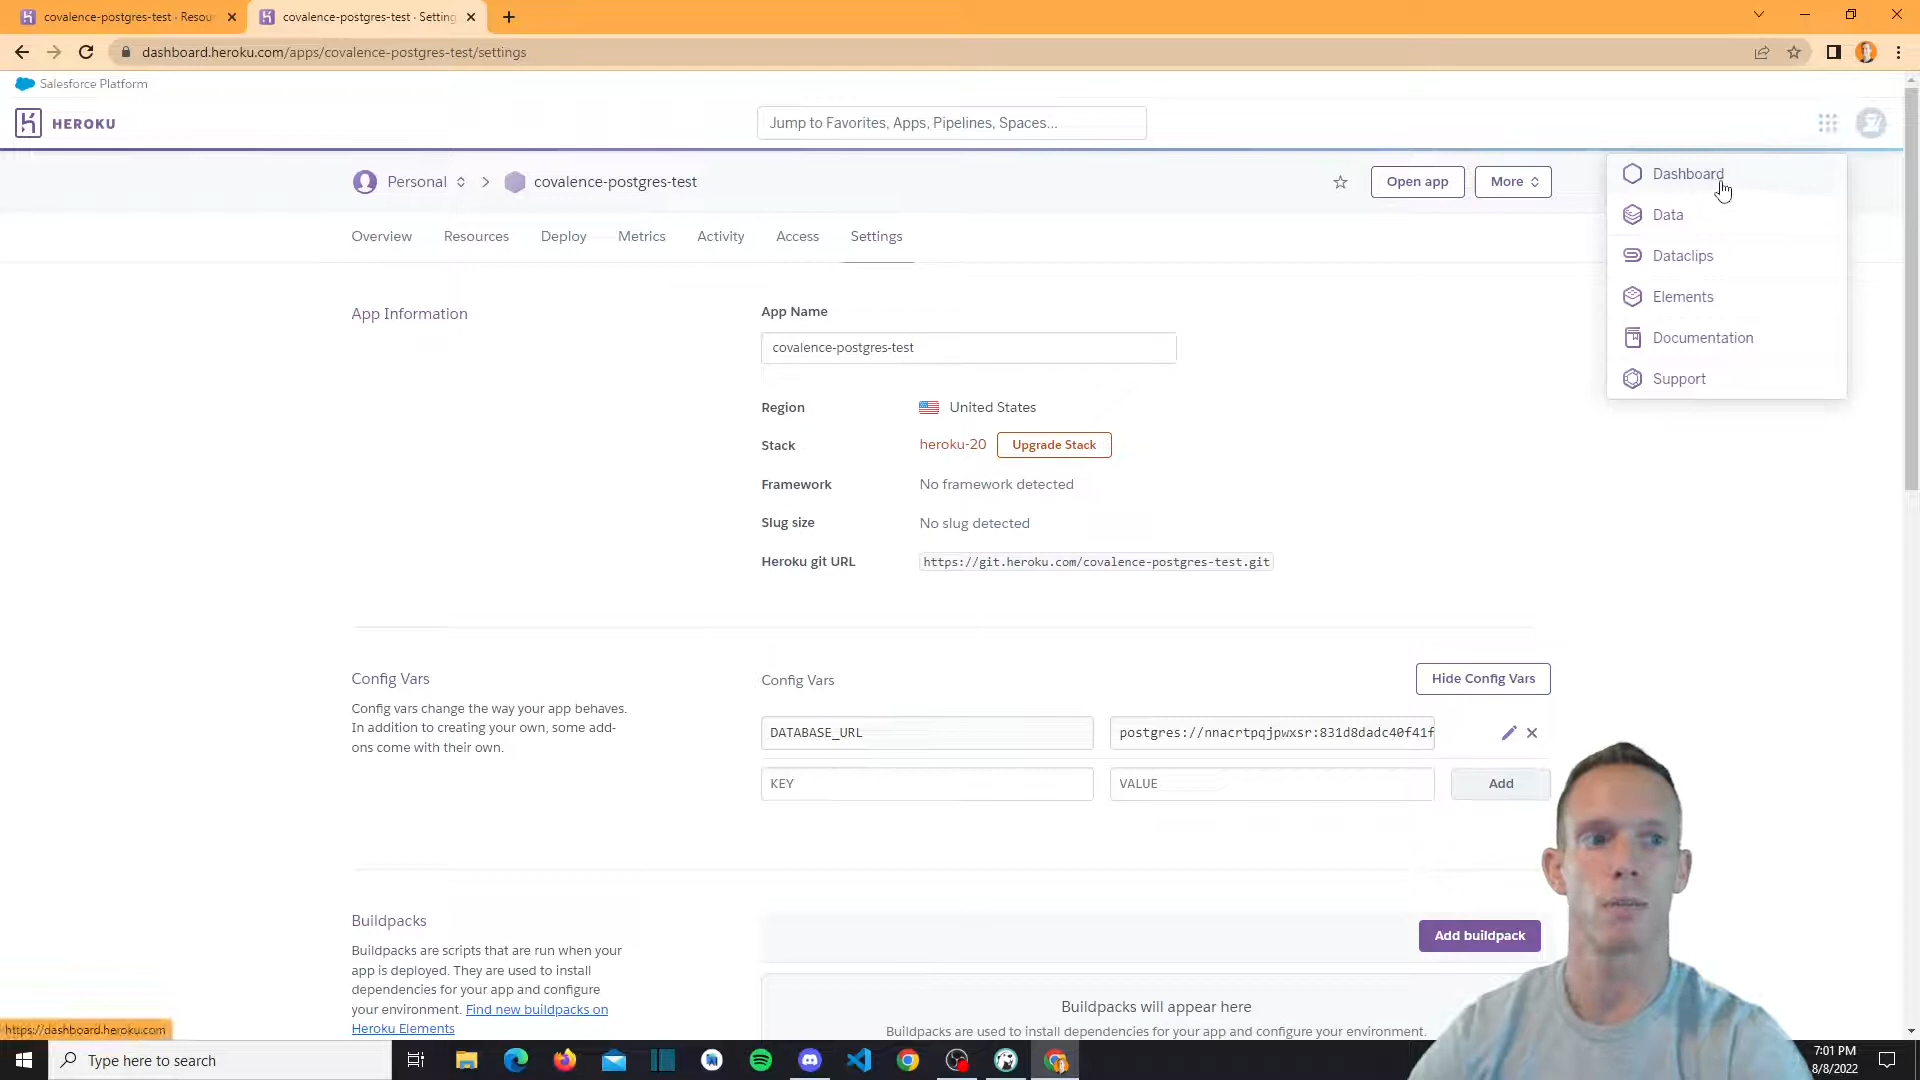 covalence-postgres-test · Resou
covalence-postgres-test · Setting
dashboard.heroku.com/apps/covalence-postgres-test/settings
Salesforce Platform
HEROKU
Jump to Favorites, Apps, Pipelines, Spaces...
Personal
covalence-postgres-test
Open app
More
Dashboard
Data
Dataclips
Elements
Documentation
Support
Overview
Resources
Deploy
Metrics
Activity
Access
Settings
App Information
App Name
covalence-postgres-test
Region
United States
Stack
heroku-20
Upgrade Stack
Framework
No framework detected
Slug size
No slug detected
Heroku git URL
https://git.heroku.com/covalence-postgres-test.git
Config Vars
Config vars change the way your app behaves.
In addition to creating your own, some add-
ons come with their own.
Config Vars
Hide Config Vars
DATABASE_URL
postgres://nnacrtpqjpwxsr:831d8dadc40f41f
KEY
VALUE
Add
Buildpacks
Buildpacks are scripts that are run when your
app is deployed. They are used to install
dependencies for your app and configure
your environment. Find new buildpacks on
Heroku Elements
Add buildpack
Buildpacks will appear here
Buildpacks are used to install dependencies for your app and configure your environment.
https://dashboard.heroku.com
Type here to search
7:01 PM
8/8/2022